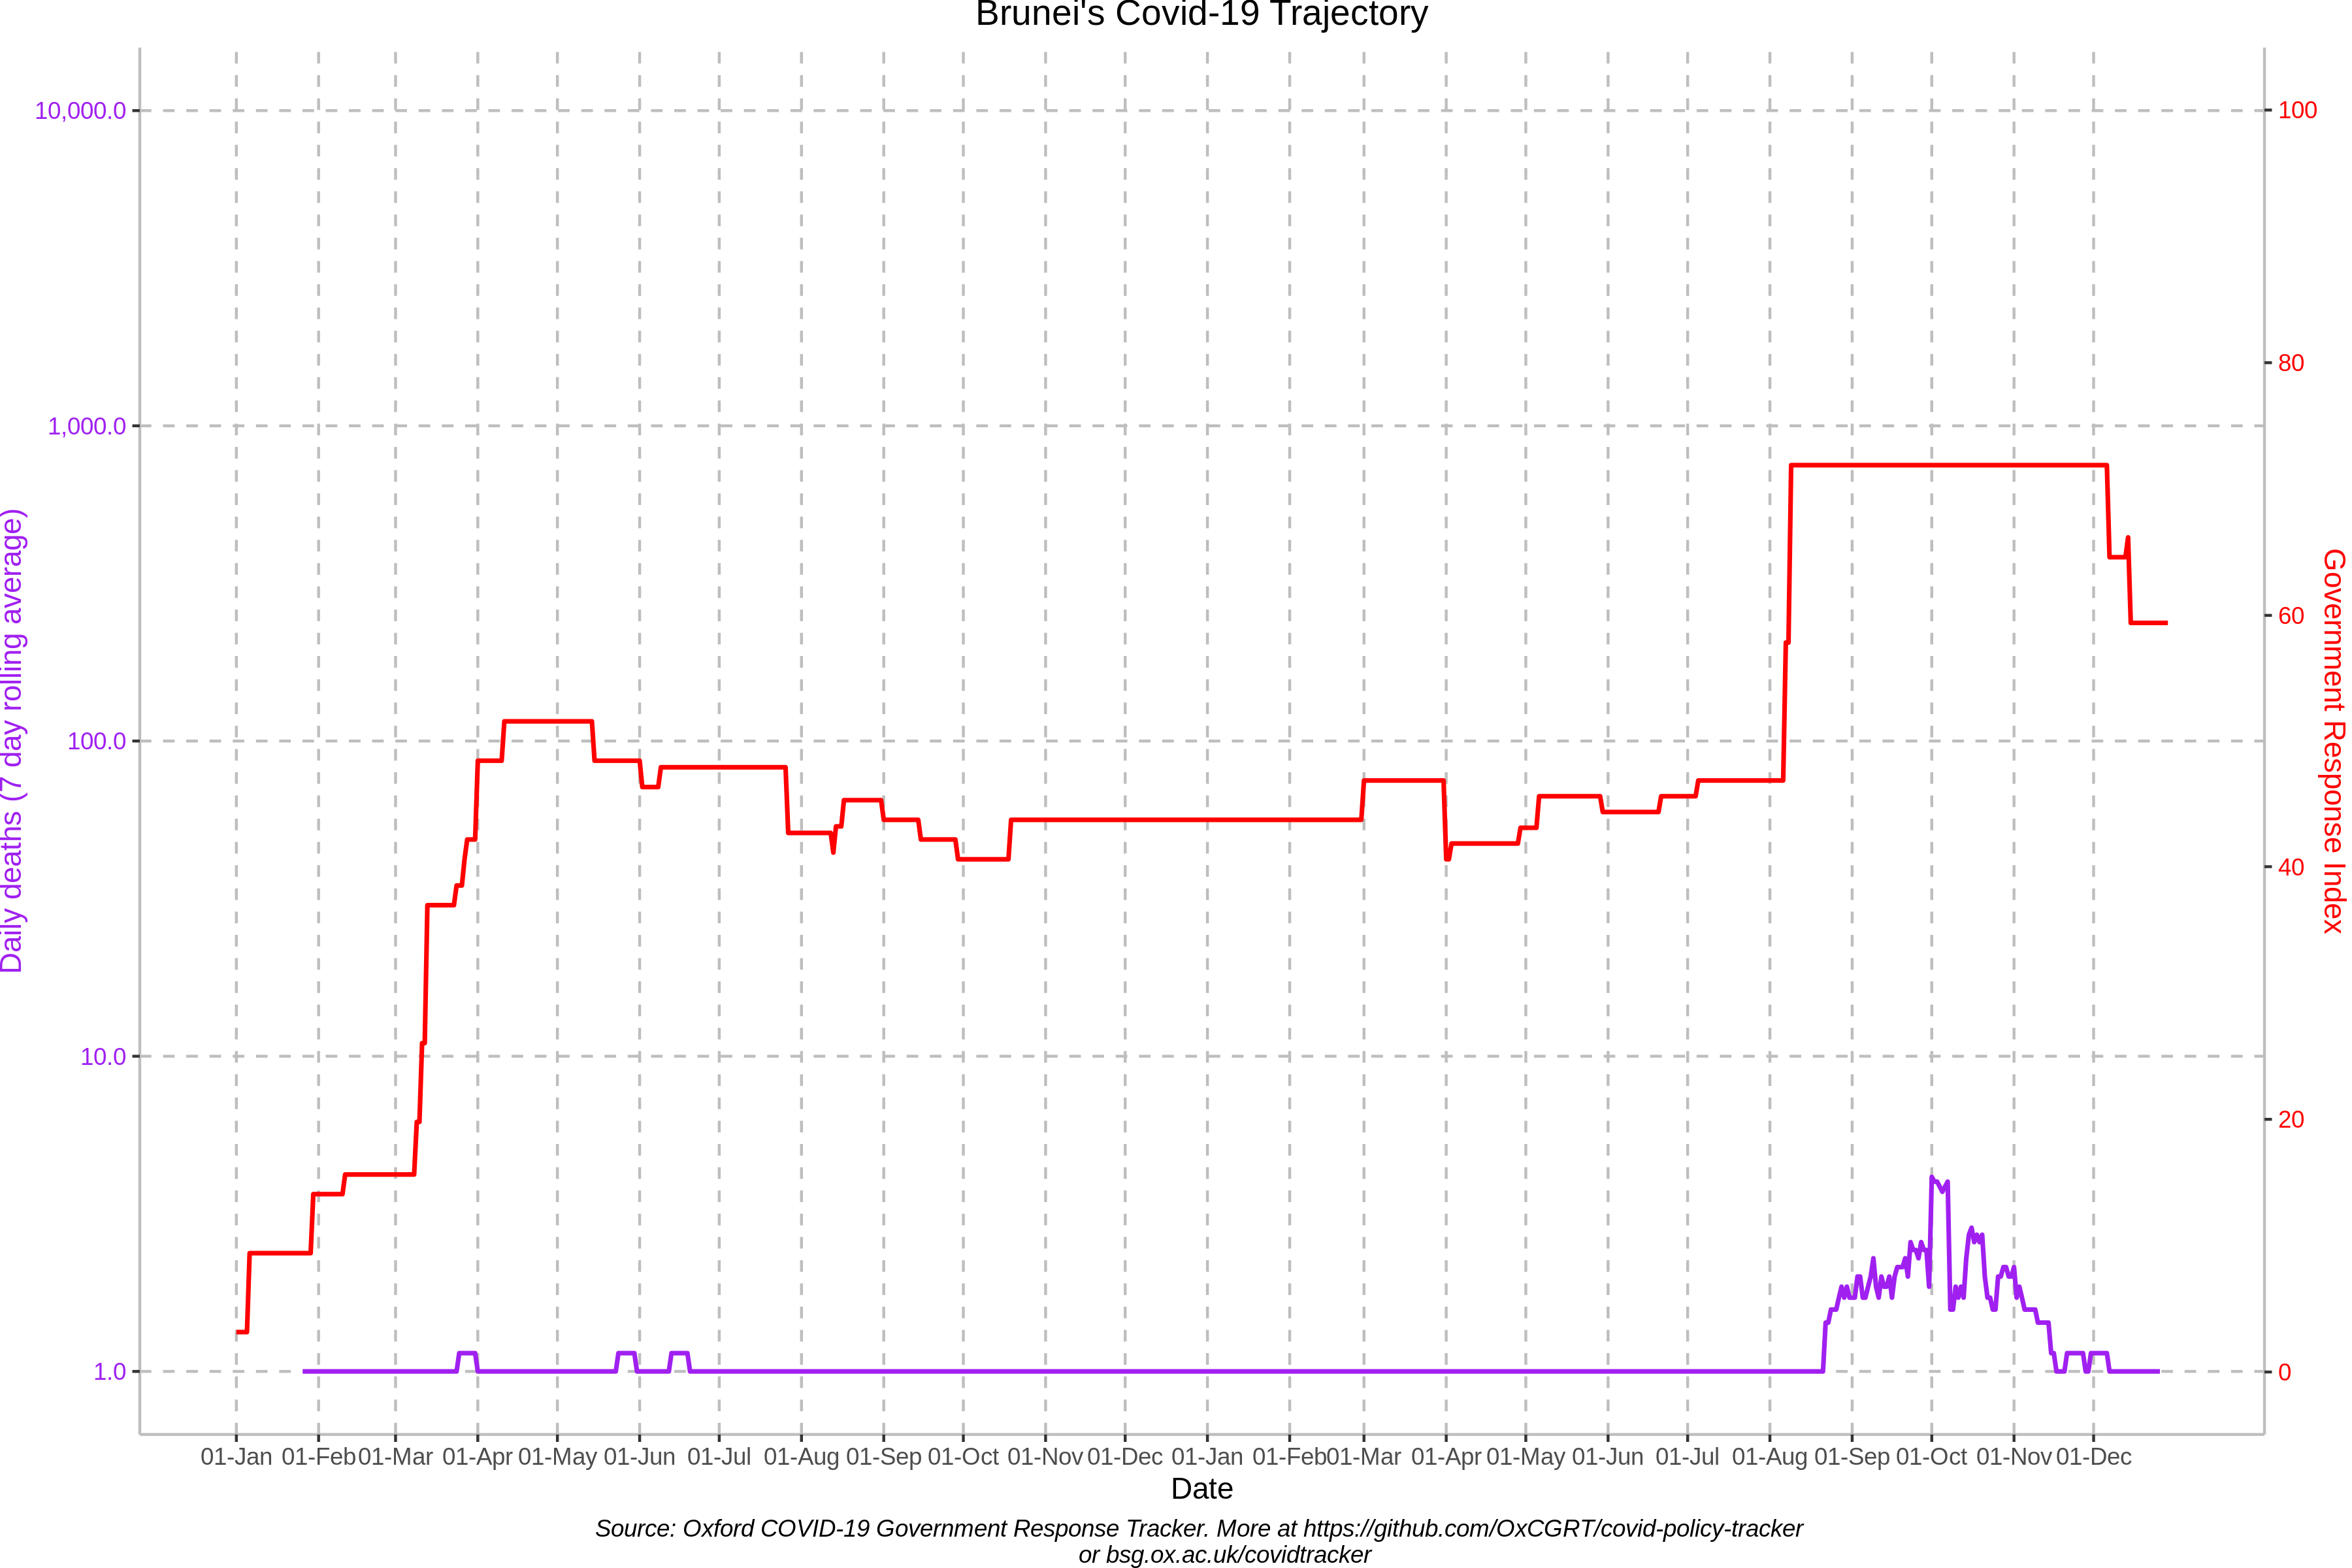 Brunei's Covid-19 Trajectory
10,000.0
1,000.0
100.0
10.0
1.0
Daily deaths (7 day rolling average)
100
80
60
40
20
0
Government Response Index
01-Jan 01-Feb 01-Mar 01-Apr 01-May 01-Jun 01-Jul 01-Aug 01-Sep 01-Oct 01-Nov 01-Dec 01-Jan 01-Feb 01-Mar 01-Apr 01-May 01-Jun 01-Jul 01-Aug 01-Sep 01-Oct 01-Nov 01-Dec
Date
Source: Oxford COVID-19 Government Response Tracker. More at https://github.com/OxCGRT/covid-policy-tracker
or bsg.ox.ac.uk/covidtracker